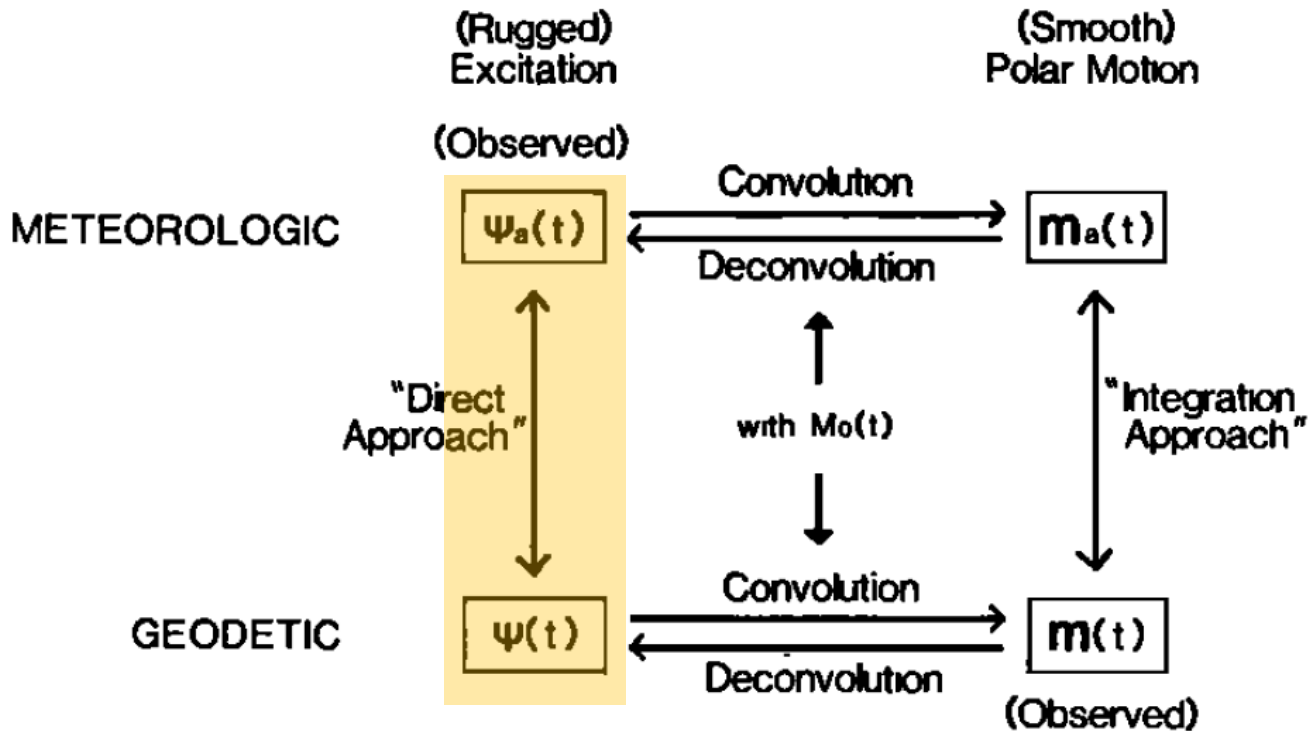 (Rugged)
Excitation
(Smooth)
Polar Motion
(Observed)
METEOROLOGIC
Ψa(t)
Convolution
Deconvolution
ma(t)
"Direct
Approach"
with M0(t)
"Integration
Approach"
GEODETIC
Ψ(t)
Convolution
Deconvolution
m(t)
(Observed)